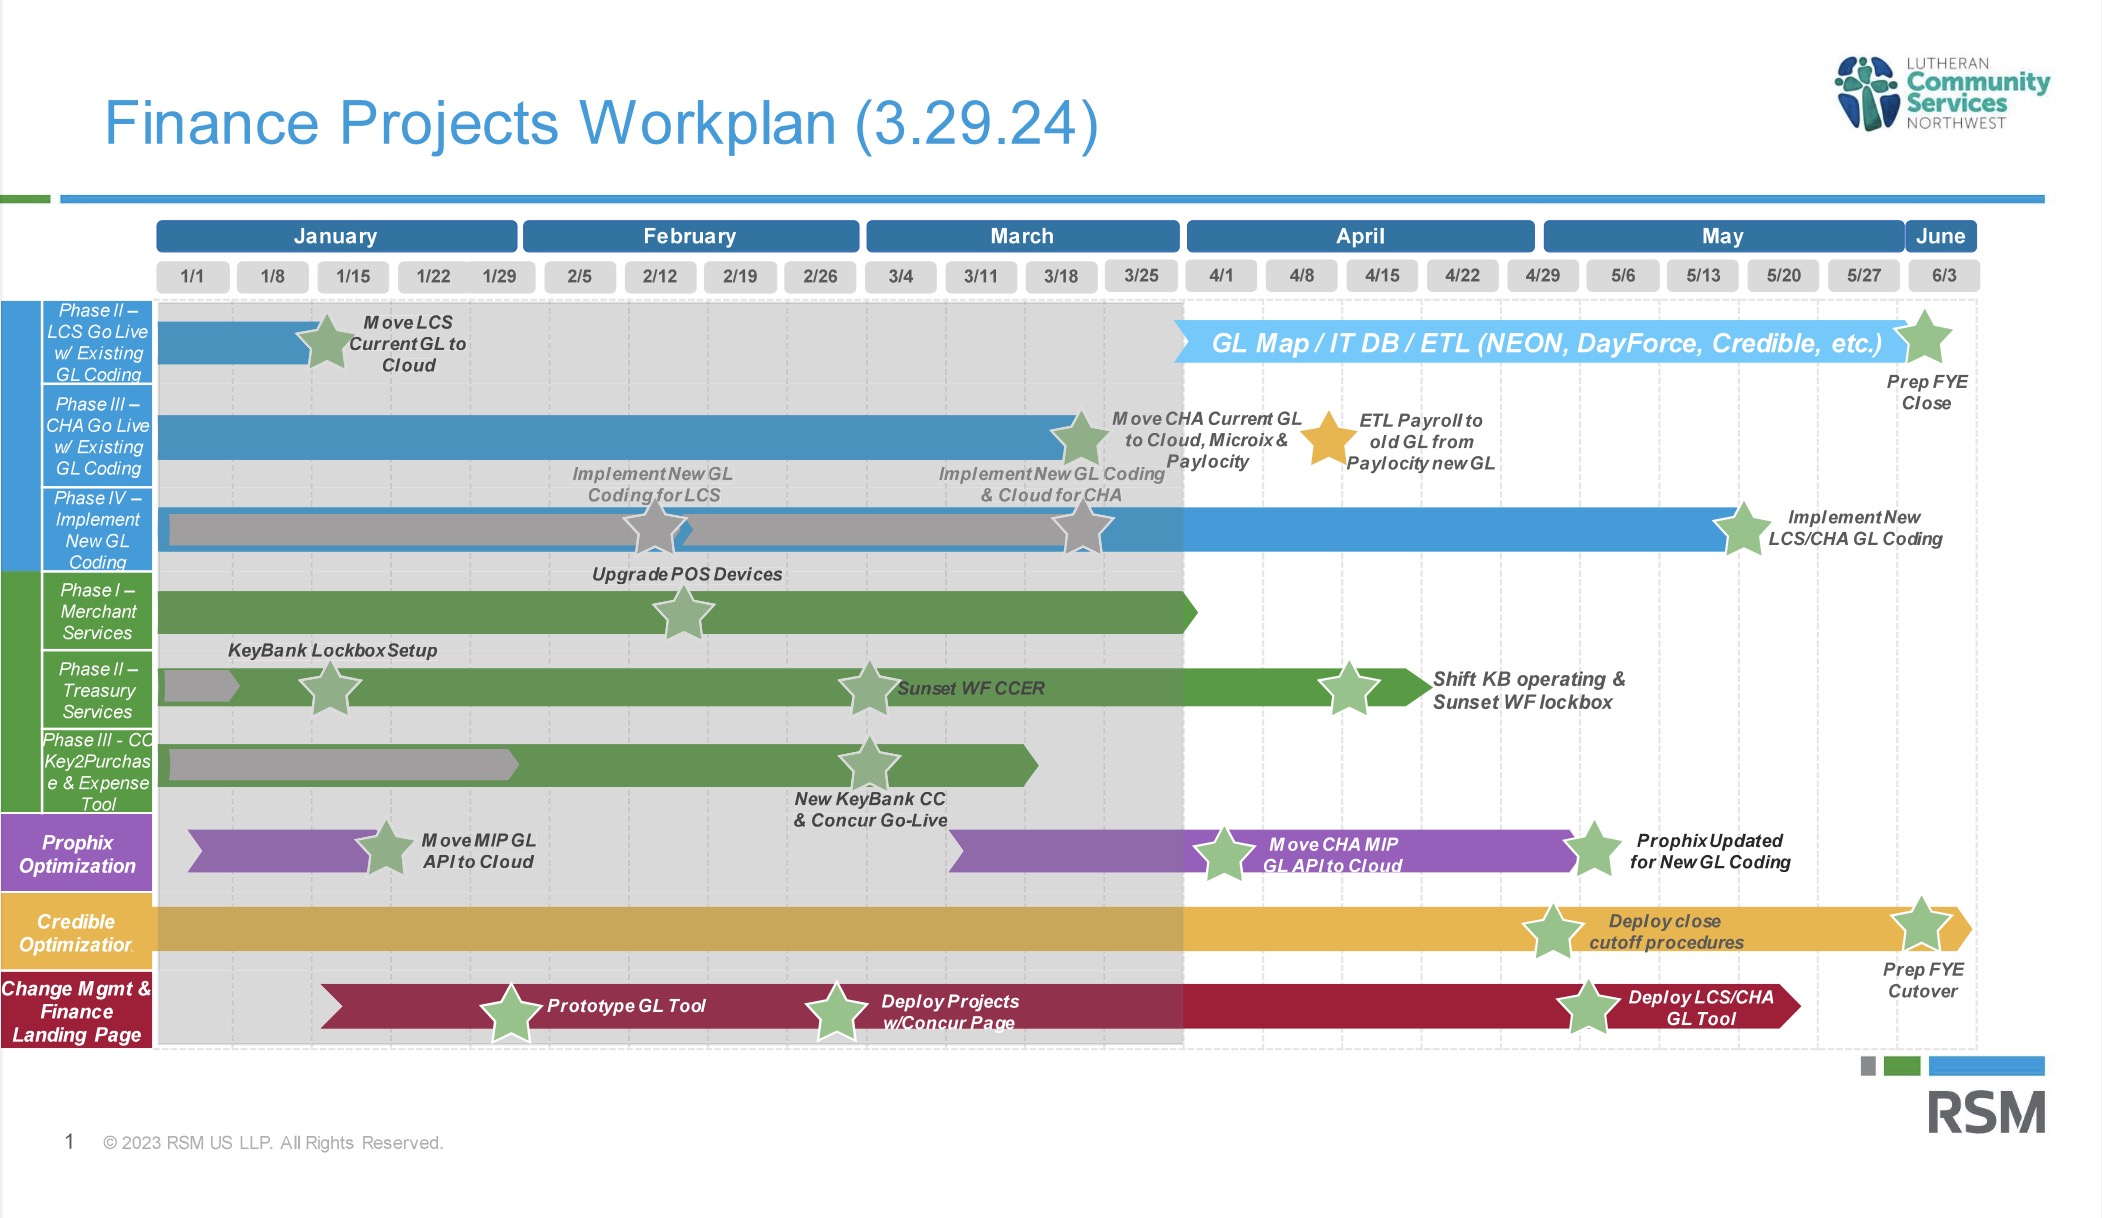 LUTHERAN
Community
Services
NORTHWEST
Finance Projects Workplan (3.29.24)
January February March April May June
1/1 1/8 1/15 1/22 1/29 2/5 2/12 2/19 2/26 3/4 3/11 3/18 3/25 4/1 4/8 4/15 4/22 4/29 5/6 5/13 5/20 5/27 6/3
Phase II –
LCS Go Live
w/ Existing
GL Coding
Move LCS
Current GL to
Cloud
GL Map / IT DB / ETL (NEON, DayForce, Credible, etc.)
Prep FYE
Close
Phase III –
CHA Go Live
w/ Existing
GL Coding
Move CHA Current GL
to Cloud, Microix &
Paylocity
ETL Payroll to
old GL from
Paylocity new GL
Phase IV –
Implement
New GL
Coding
Implement New GL
Coding for LCS
Implement New GL Coding
& Cloud for CHA
Implement New
LCS/CHA GL Coding
Phase I –
Merchant
Services
Upgrade POS Devices
Phase II –
Treasury
Services
KeyBank Lockbox Setup
Sunset WF CCER
Shift KB operating &
Sunset WF lockbox
Phase III - CC
Key2Purchas
e & Expense
Tool
New KeyBank CC
& Concur Go-Live
Prophix
Optimization
Move MIP GL
API to Cloud
Move CHA MIP
GL API to Cloud
Prophix Updated
for New GL Coding
Credible
Optimization
Deploy close
cutoff procedures
Prep FYE
Cutover
Change Mgmt &
Finance
Landing Page
Prototype GL Tool
Deploy Projects
w/Concur Page
Deploy LCS/CHA
GL Tool
RSM
1 © 2023 RSM US LLP. All Rights Reserved.